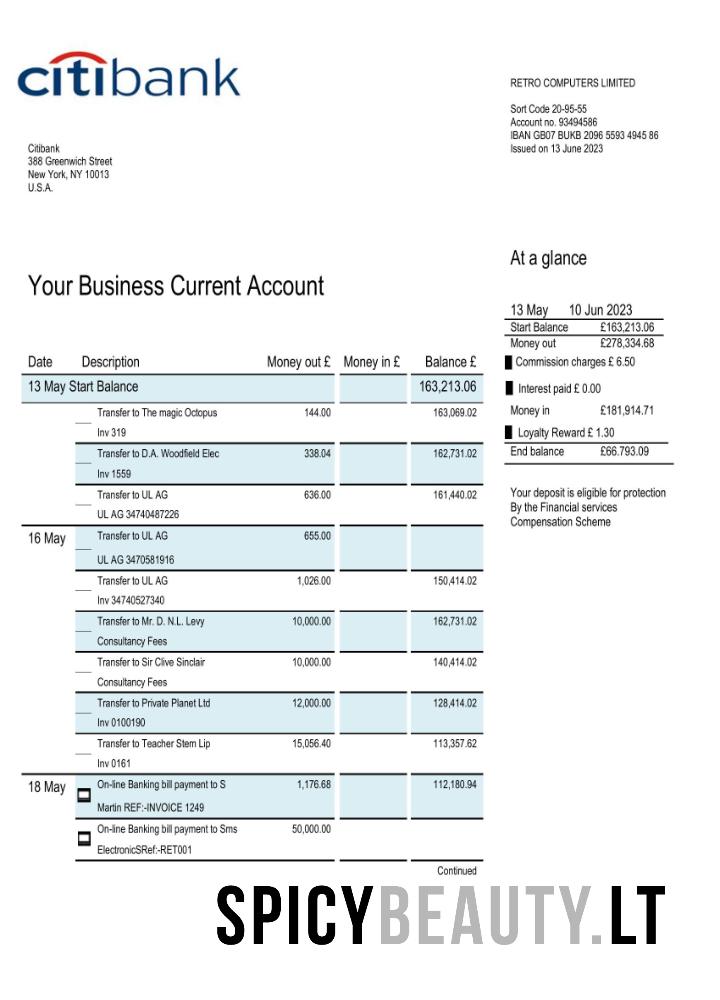 citibank
RETRO COMPUTERS LIMITED
Sort Code 20-95-55
Account no. 93494586
IBAN GB07 BUKB 2096 5593 4945 86
Issued on 13 June 2023
Citibank
388 Greenwich Street
New York, NY 10013
U.S.A.
At a glance
Your Business Current Account
13 May 10 Jun 2023
Start Balance £163,213.06
Money out £278,334.68
Commission charges £ 6.50
Interest paid £ 0.00
Money in £181,914.71
Loyalty Reward £ 1.30
End balance £66.793.09
Your deposit is eligible for protection
By the Financial services
Compensation Scheme
Date Description Money out £ Money in £ Balance £
13 May Start Balance 163,213.06
Transfer to The magic Octopus 144.00 163,069.02
Inv 319
Transfer to D.A. Woodfield Elec 338.04 162,731.02
Inv 1559
Transfer to UL AG 636.00 161,440.02
UL AG 34740487226
16 May Transfer to UL AG 655.00
UL AG 3470581916
Transfer to UL AG 1,026.00 150,414.02
Inv 34740527340
Transfer to Mr. D. N.L. Levy 10,000.00 162,731.02
Consultancy Fees
Transfer to Sir Clive Sinclair 10,000.00 140,414.02
Consultancy Fees
Transfer to Private Planet Ltd 12,000.00 128,414.02
Inv 0100190
Transfer to Teacher Stem Lip 15,056.40 113,357.62
Inv 0161
18 May On-line Banking bill payment to S 1,176.68 112,180.94
Martin REF:-INVOICE 1249
On-line Banking bill payment to Sms 50,000.00
ElectronicSRef:-RET001
Continued
SPICYBEAUTY.LT